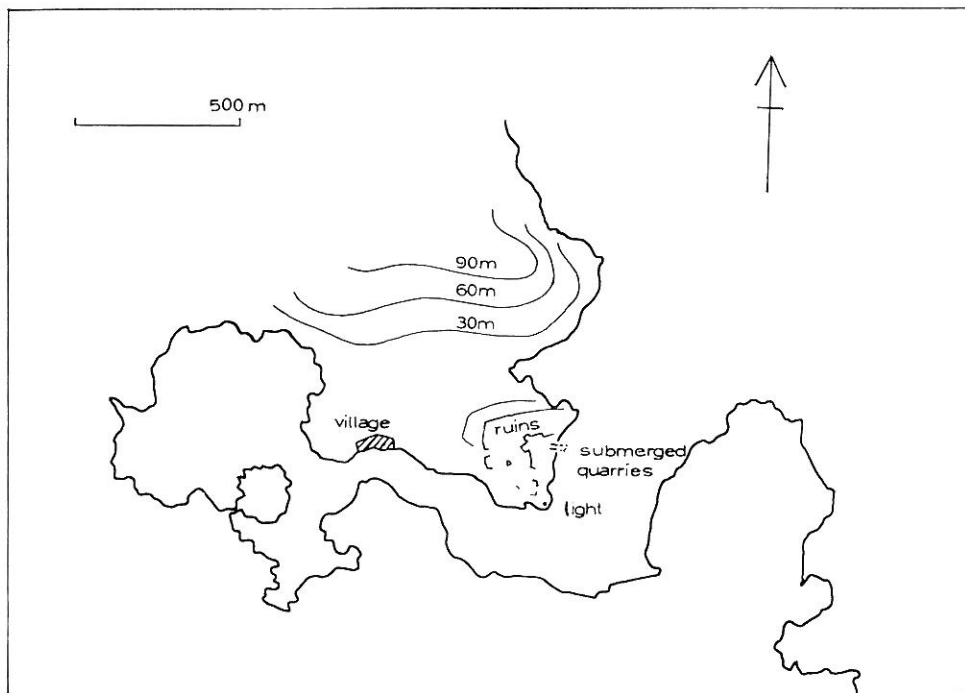 500 m
90m
60m
30m
village
ruins
submerged
quarries
light